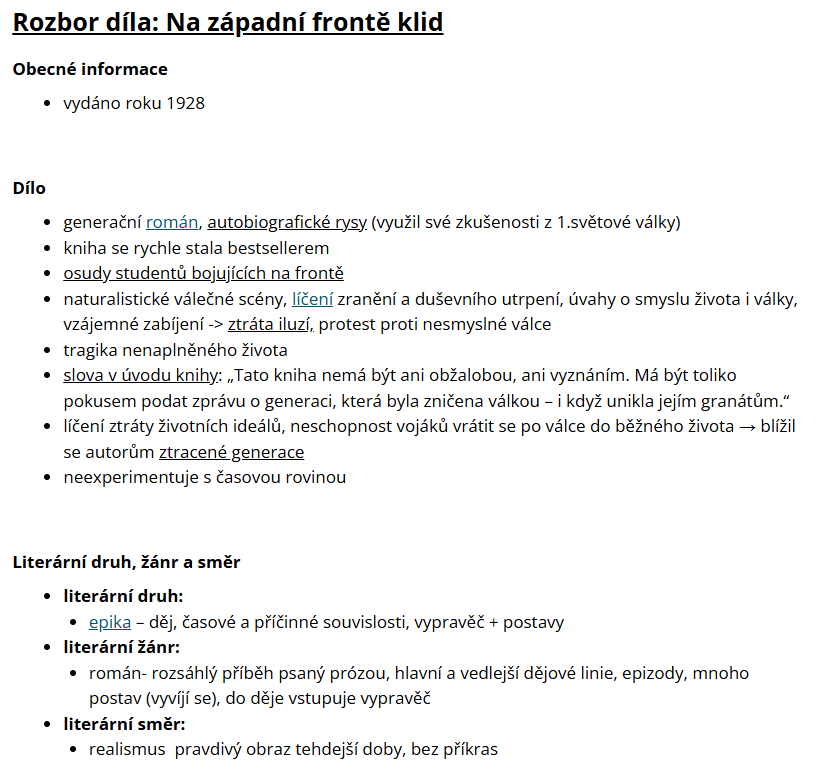 Rozbor díla: Na západní frontě klid
Obecné informace
• vydáno roku 1928
Dílo
• generační román, autobiografické rysy (využil své zkušenosti z 1.světové války)
• kniha se rychle stala bestsellerem
• osudy studentů bojujících na frontě
• naturalistické válečné scény, líčení zranění a duševního utrpení, úvahy o smyslu života i války,
vzájemné zabíjení -> ztráta iluzí, protest proti nesmyslné válce
• tragika nenaplněného života
• slova v úvodu knihy: „Tato kniha nemá být ani obžalobou, ani vyznáním. Má být toliko
pokusem podat zprávu o generaci, která byla zničena válkou – i když unikla jejím granátům.“
• líčení ztráty životních ideálů, neschopnost vojáků vrátit se po válce do běžného života → blížil
se autorům ztracené generace
• neexperimentuje s časovou rovinou
Literární druh, žánr a směr
• literární druh:
• epika – děj, časové a příčinné souvislosti, vypravěč + postavy
• literární žánr:
• román- rozsáhlý příběh psaný prózou, hlavní a vedlejší dějové linie, epizody, mnoho
postav (vyvíjí se), do děje vstupuje vypravěč
• literární směr:
• realismus  pravdivý obraz tehdejší doby, bez příkras